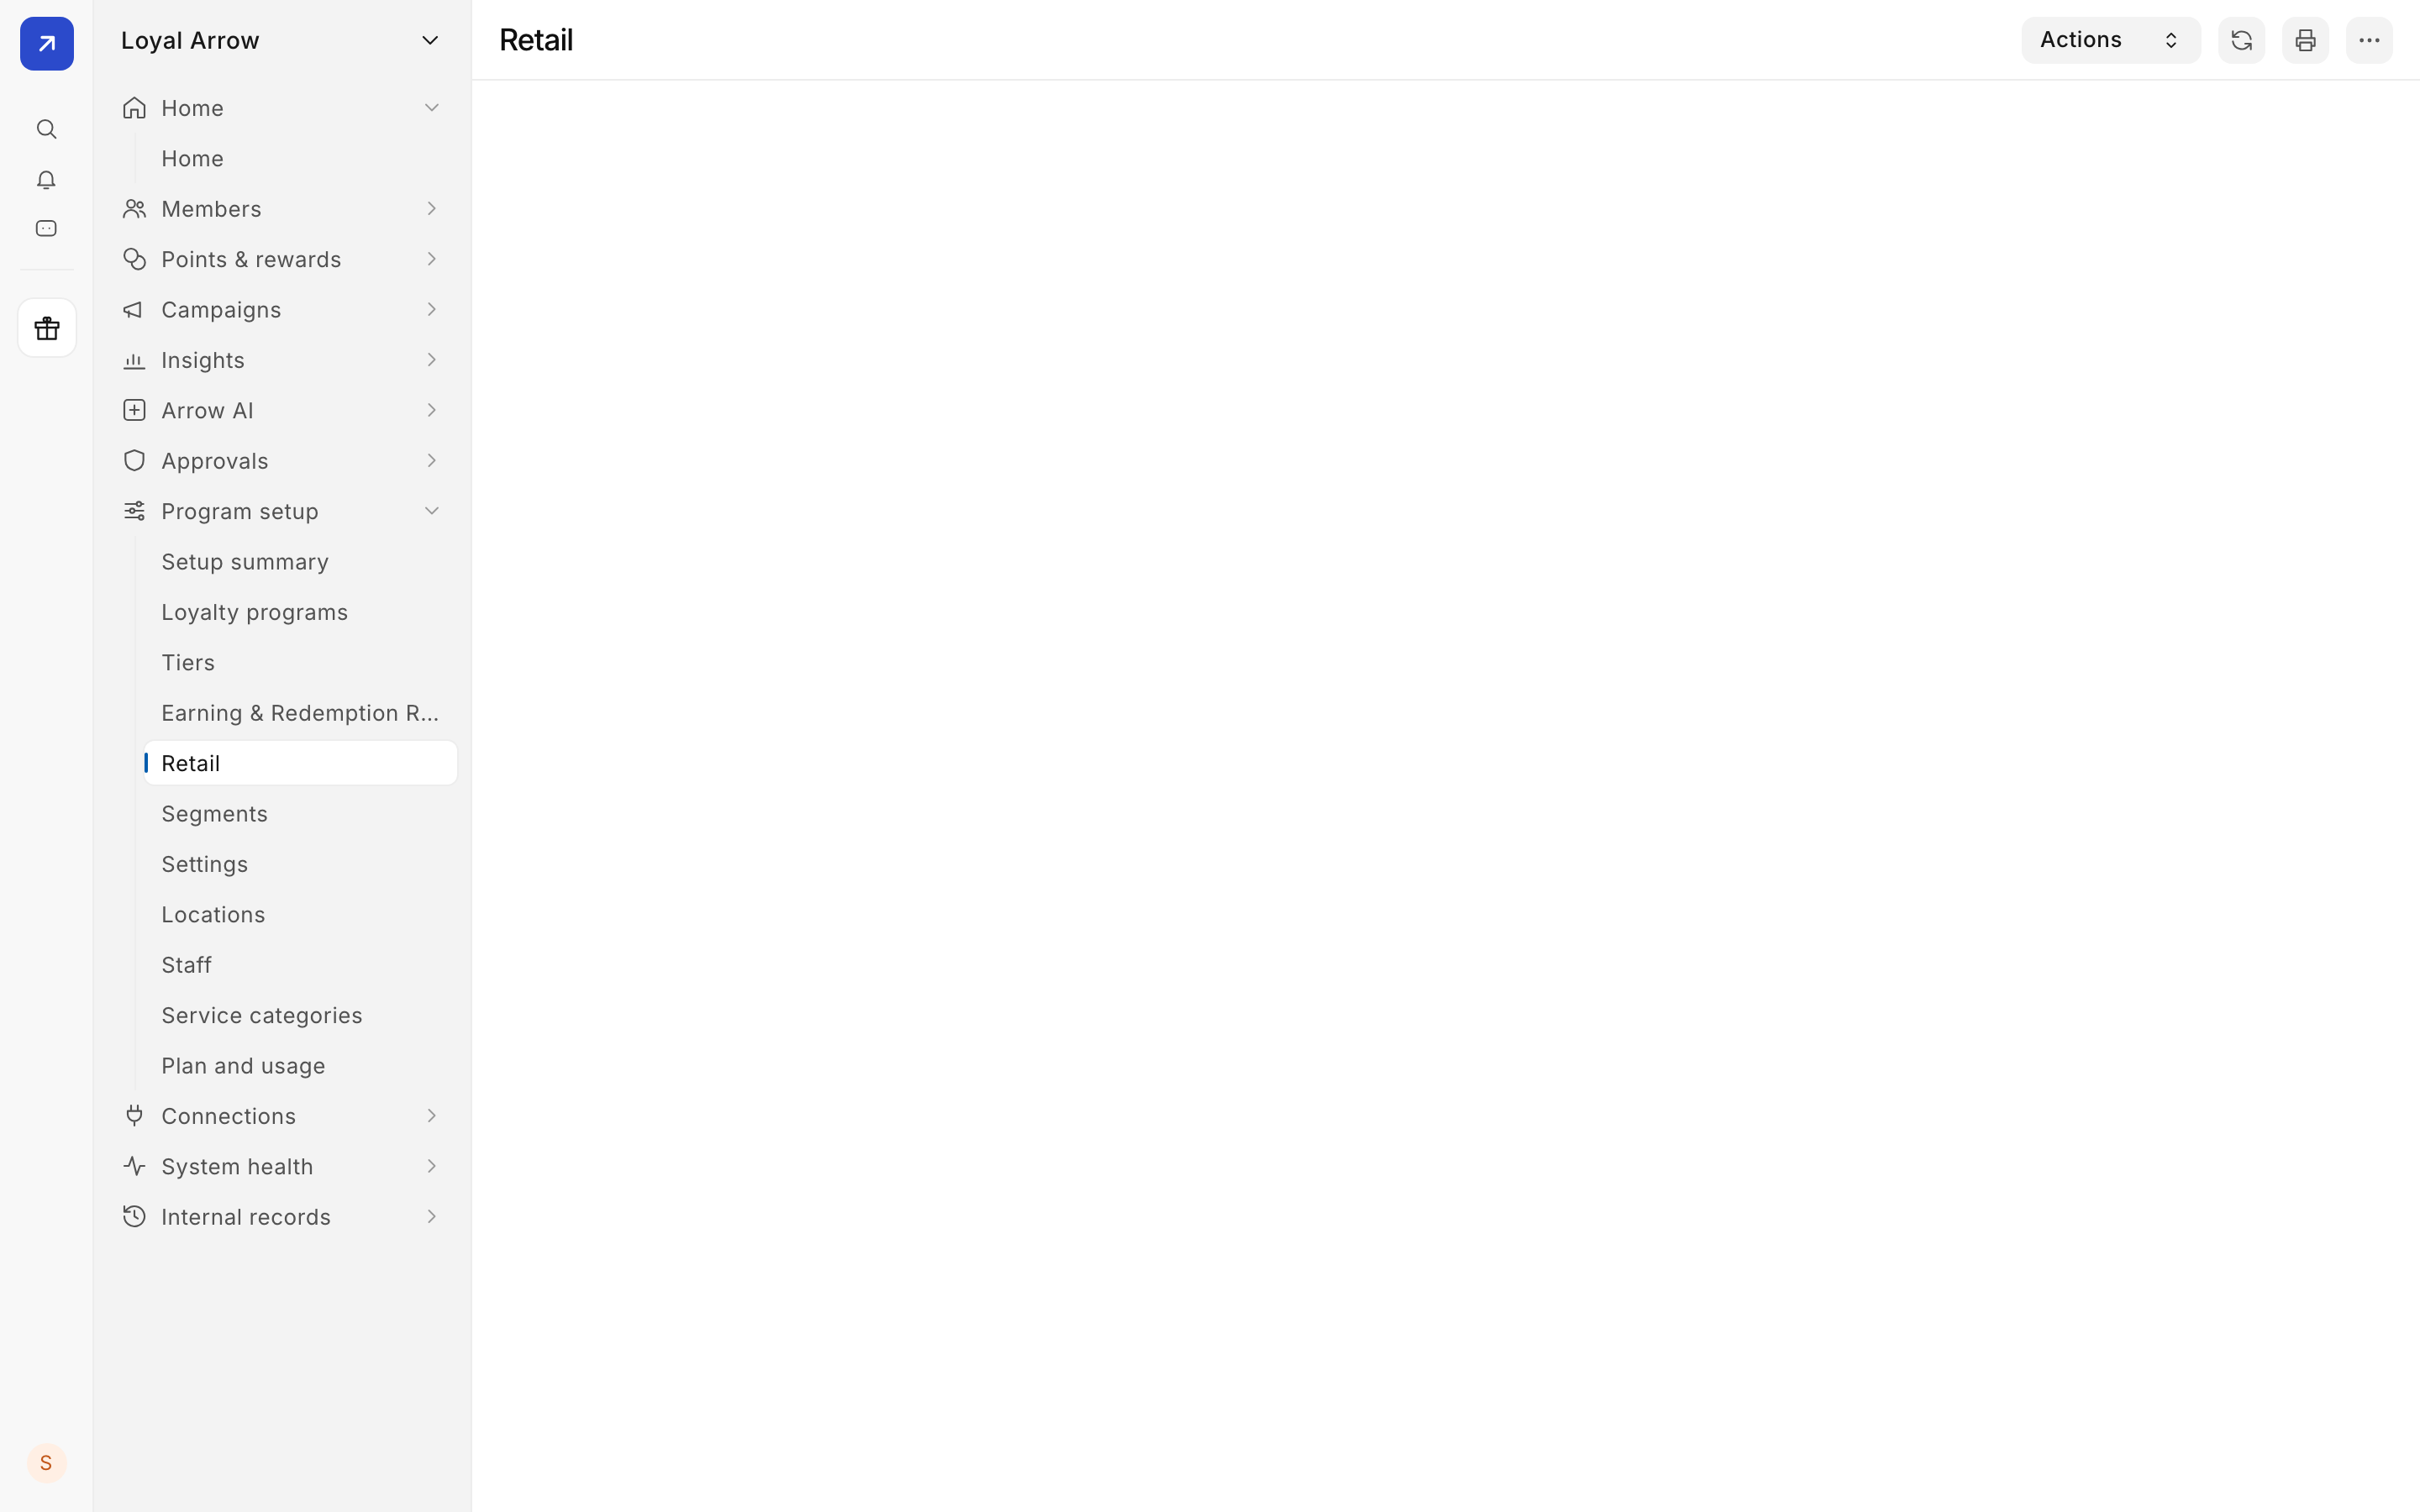 Loyal Arrow
Home
Home
Members
Points & rewards
Campaigns
Insights
Arrow AI
Approvals
Program setup
Setup summary
Loyalty programs
Tiers
Earning & Redemption R...
Retail
Segments
Settings
Locations
Staff
Service categories
Plan and usage
Connections
System health
Internal records
S
Retail
Actions